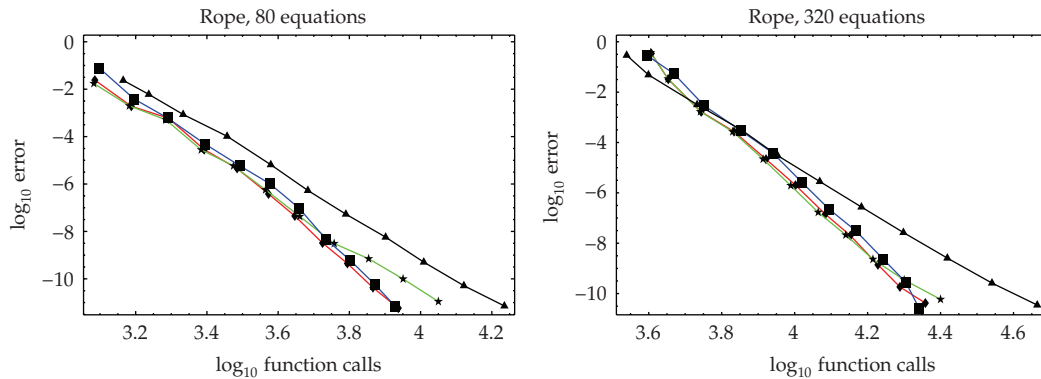 Rope, 80 equations
0
−2
−4
−6
−8
−10
log10 error
3.2 3.4 3.6 3.8 4 4.2
log10 function calls
Rope, 320 equations
0
−2
−4
−6
−8
−10
log10 error
3.6 3.8 4 4.2 4.4 4.6
log10 function calls